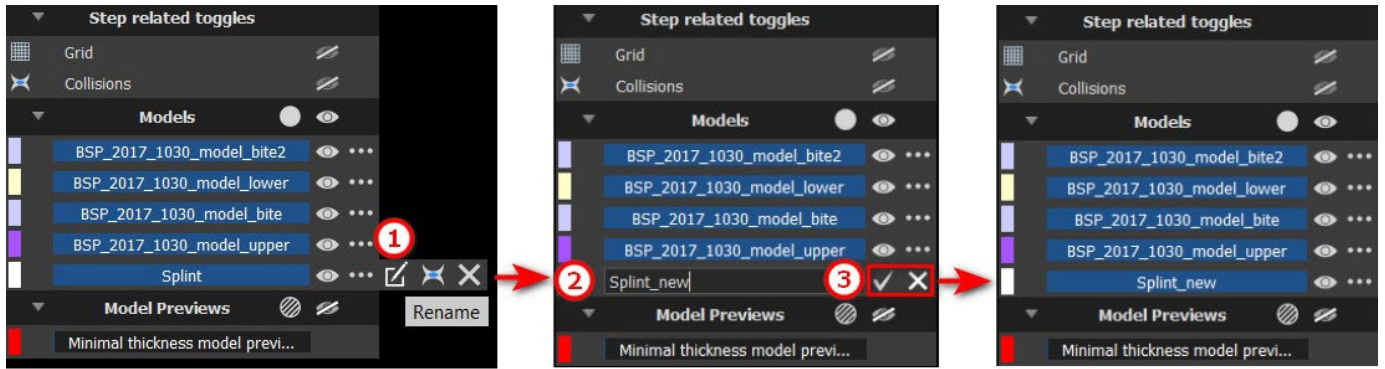 Step related toggles
Grid
Collisions
Models
BSP_2017_1030_model_bite2
BSP_2017_1030_model_lower
BSP_2017_1030_model_bite
BSP_2017_1030_model_upper
1
Splint
Rename
Model Previews
Minimal thickness model previ...
Step related toggles
Grid
Collisions
Models
BSP_2017_1030_model_bite2
BSP_2017_1030_model_lower
BSP_2017_1030_model_bite
BSP_2017_1030_model_upper
2
Splint_new
3
Model Previews
Minimal thickness model previ...
Step related toggles
Grid
Collisions
Models
BSP_2017_1030_model_bite2
BSP_2017_1030_model_lower
BSP_2017_1030_model_bite
BSP_2017_1030_model_upper
Splint_new
Model Previews
Minimal thickness model previ...